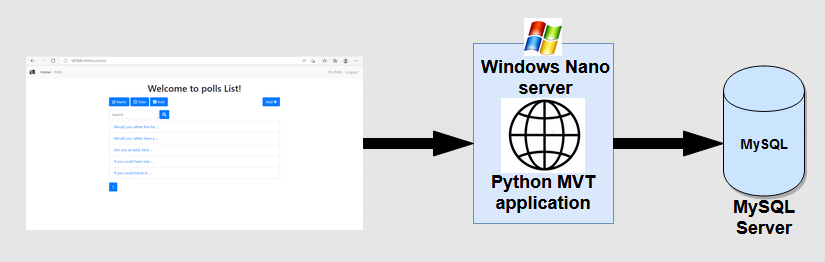 Home Polls
My Polls Logout
Welcome to polls List!
Name Date Vote Add
Search
Would you rather live for ...
Would you rather have a ...
Are you an early bird ...
If you could have one ...
If you could travel in ...
1
Windows Nano
server
Python MVT
application
MySQL
MySQL
Server